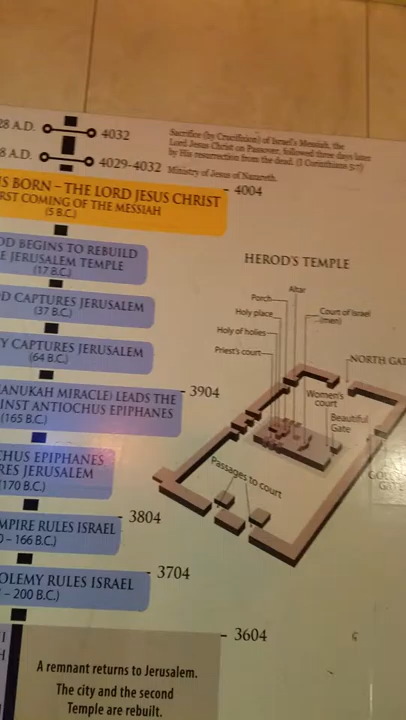 28 A.D. 4032
Sacrifice (by Crucifixion) of Israel's Messiah, the
Lord Jesus Christ on Passover, followed three days later
by His resurrection from the dead. (I Corinthians 5:7)
8 A.D. 4029-4032 Ministry of Jesus of Nazareth.
4004
S BORN – THE LORD JESUS CHRIST
RST COMING OF THE MESSIAH
(5 B.C.)
OD BEGINS TO REBUILD
E JERUSALEM TEMPLE
(17 B.C.)
D CAPTURES JERUSALEM
(37 B.C.)
Y CAPTURES JERUSALEM
(64 B.C.)
3904
ANUKAH MIRACLE) LEADS THE
INST ANTIOCHUS EPIPHANES
(165 B.C.)
CHUS EPIPHANES
RES JERUSALEM
(170 B.C.)
3804
MPIRE RULES ISRAEL
0 – 166 B.C.)
3704
OLEMY RULES ISRAEL
– 200 B.C.)
3604
A remnant returns to Jerusalem.
The city and the second
Temple are rebuilt.
HEROD'S TEMPLE
Altar
Porch
Holy place
Court of Israel
(men)
Holy of holies
Priest's court
NORTH GAT
Women's
court
Beautiful
Gate
Passages to court
GATE